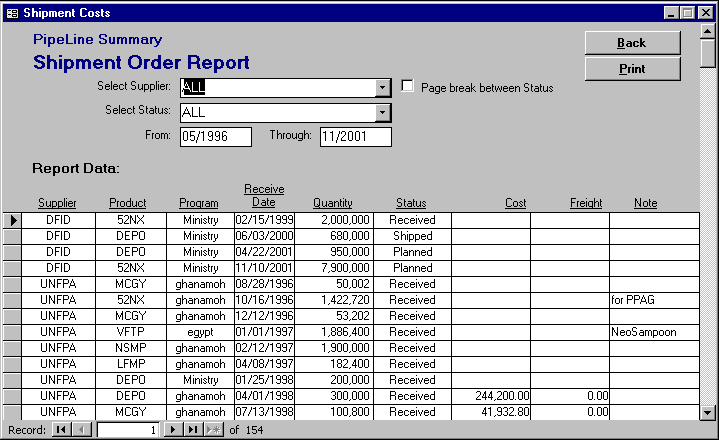 Shipment Costs
PipeLine Summary
Shipment Order Report
Back
Print
Select Supplier: ALL
Page break between Status
Select Status: ALL
From: 05/1996 Through: 11/2001
Report Data:
Supplier Product Program Receive Date Quantity Status Cost Freight Note
DFID 52NX Ministry 02/15/1999 2,000,000 Received
DFID DEPO Ministry 06/03/2000 680,000 Shipped
DFID DEPO Ministry 04/22/2001 950,000 Planned
DFID 52NX Ministry 11/10/2001 7,900,000 Planned
UNFPA MCGY ghanamoh 08/28/1996 50,002 Received
UNFPA 52NX ghanamoh 10/16/1996 1,422,720 Received for PPAG
UNFPA MCGY ghanamoh 12/12/1996 53,202 Received
UNFPA VFTP egypt 01/01/1997 1,886,400 Received NeoSampoon
UNFPA NSMP ghanamoh 02/12/1997 1,900,000 Received
UNFPA LFMP ghanamoh 04/08/1997 182,400 Received
UNFPA DEPO Ministry 01/25/1998 200,000 Received
UNFPA DEPO ghanamoh 04/01/1998 300,000 Received 244,200.00 0.00
UNFPA MCGY ghanamoh 07/13/1998 100,800 Received 41,932.80 0.00
Record: 1 of 154